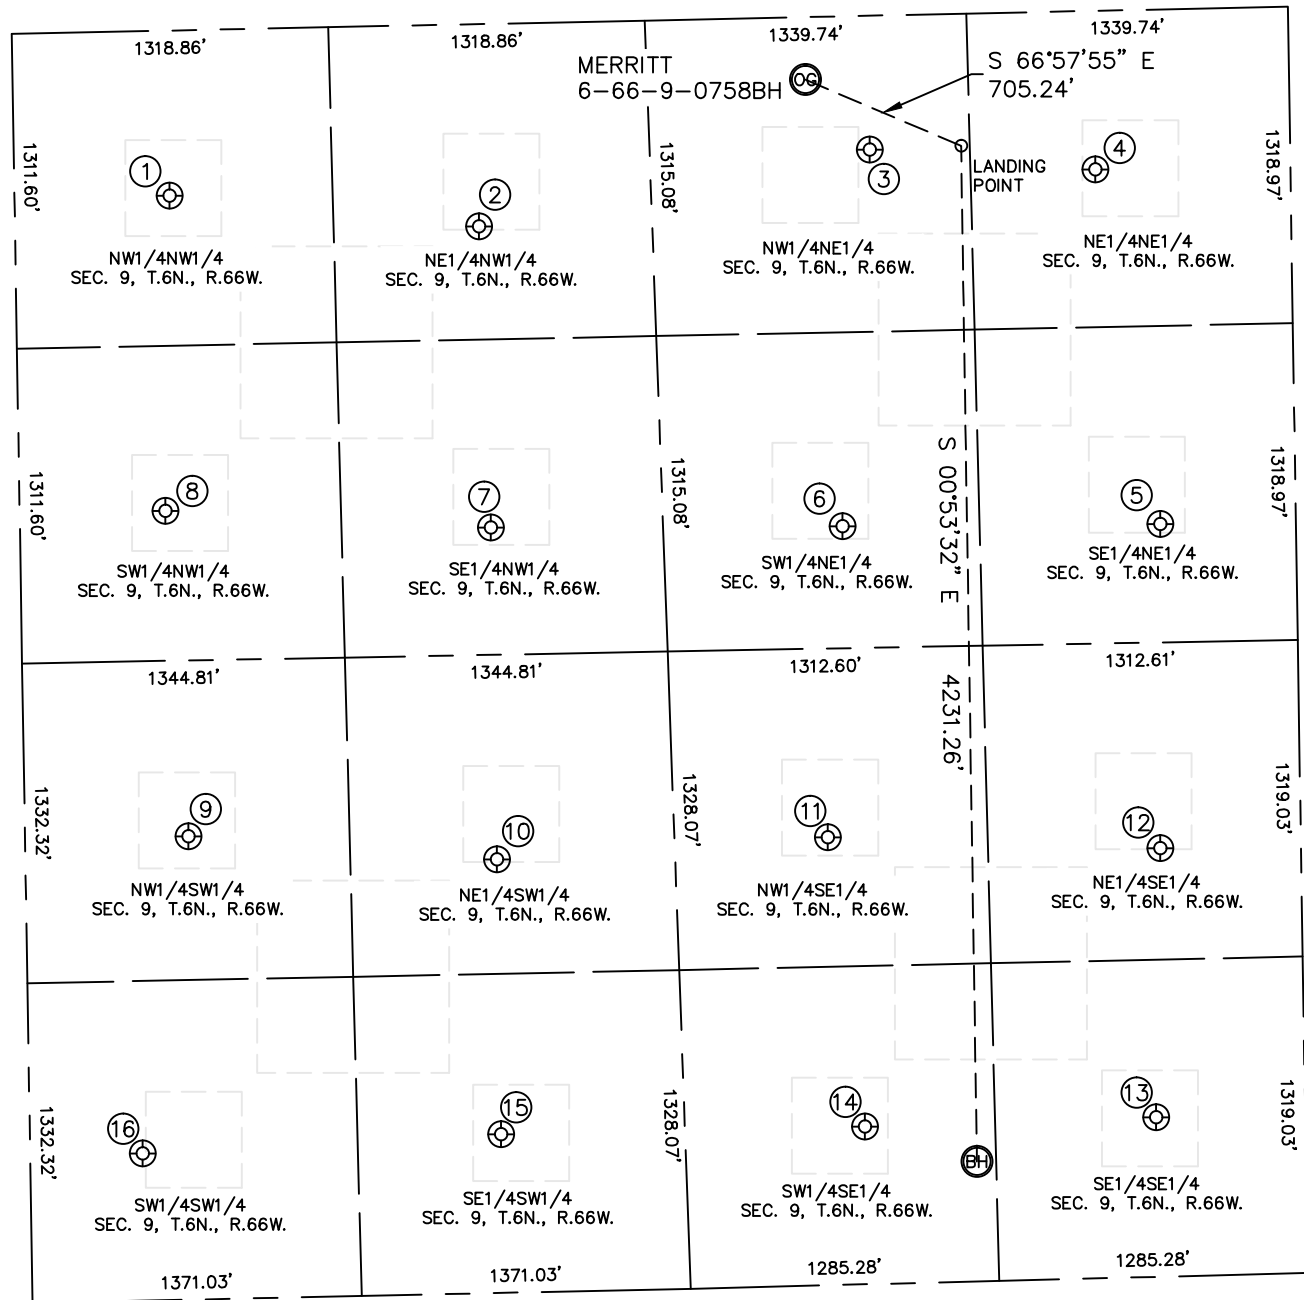 1318.86'
1318.86'
1339.74'
1339.74'
MERRITT
6-66-9-0758BH
OG
S 66°57'55" E
705.24'
1311.60'
1
2
1315.08'
3
LANDING
POINT
4
1318.97'
NW1/4NW1/4
SEC. 9, T.6N., R.66W.
NE1/4NW1/4
SEC. 9, T.6N., R.66W.
NW1/4NE1/4
SEC. 9, T.6N., R.66W.
NE1/4NE1/4
SEC. 9, T.6N., R.66W.
1311.60'
8
7
1315.08'
6
S 00°53'32" E
5
1318.97'
SW1/4NW1/4
SEC. 9, T.6N., R.66W.
SE1/4NW1/4
SEC. 9, T.6N., R.66W.
SW1/4NE1/4
SEC. 9, T.6N., R.66W.
SE1/4NE1/4
SEC. 9, T.6N., R.66W.
1344.81'
1344.81'
1312.60'
1312.61'
4231.26'
1332.32'
9
10
1328.07'
11
12
1319.03'
NW1/4SW1/4
SEC. 9, T.6N., R.66W.
NE1/4SW1/4
SEC. 9, T.6N., R.66W.
NW1/4SE1/4
SEC. 9, T.6N., R.66W.
NE1/4SE1/4
SEC. 9, T.6N., R.66W.
1332.32'
16
15
1328.07'
14
BH
13
1319.03'
SW1/4SW1/4
SEC. 9, T.6N., R.66W.
SE1/4SW1/4
SEC. 9, T.6N., R.66W.
SW1/4SE1/4
SEC. 9, T.6N., R.66W.
SE1/4SE1/4
SEC. 9, T.6N., R.66W.
1371.03'
1371.03'
1285.28'
1285.28'